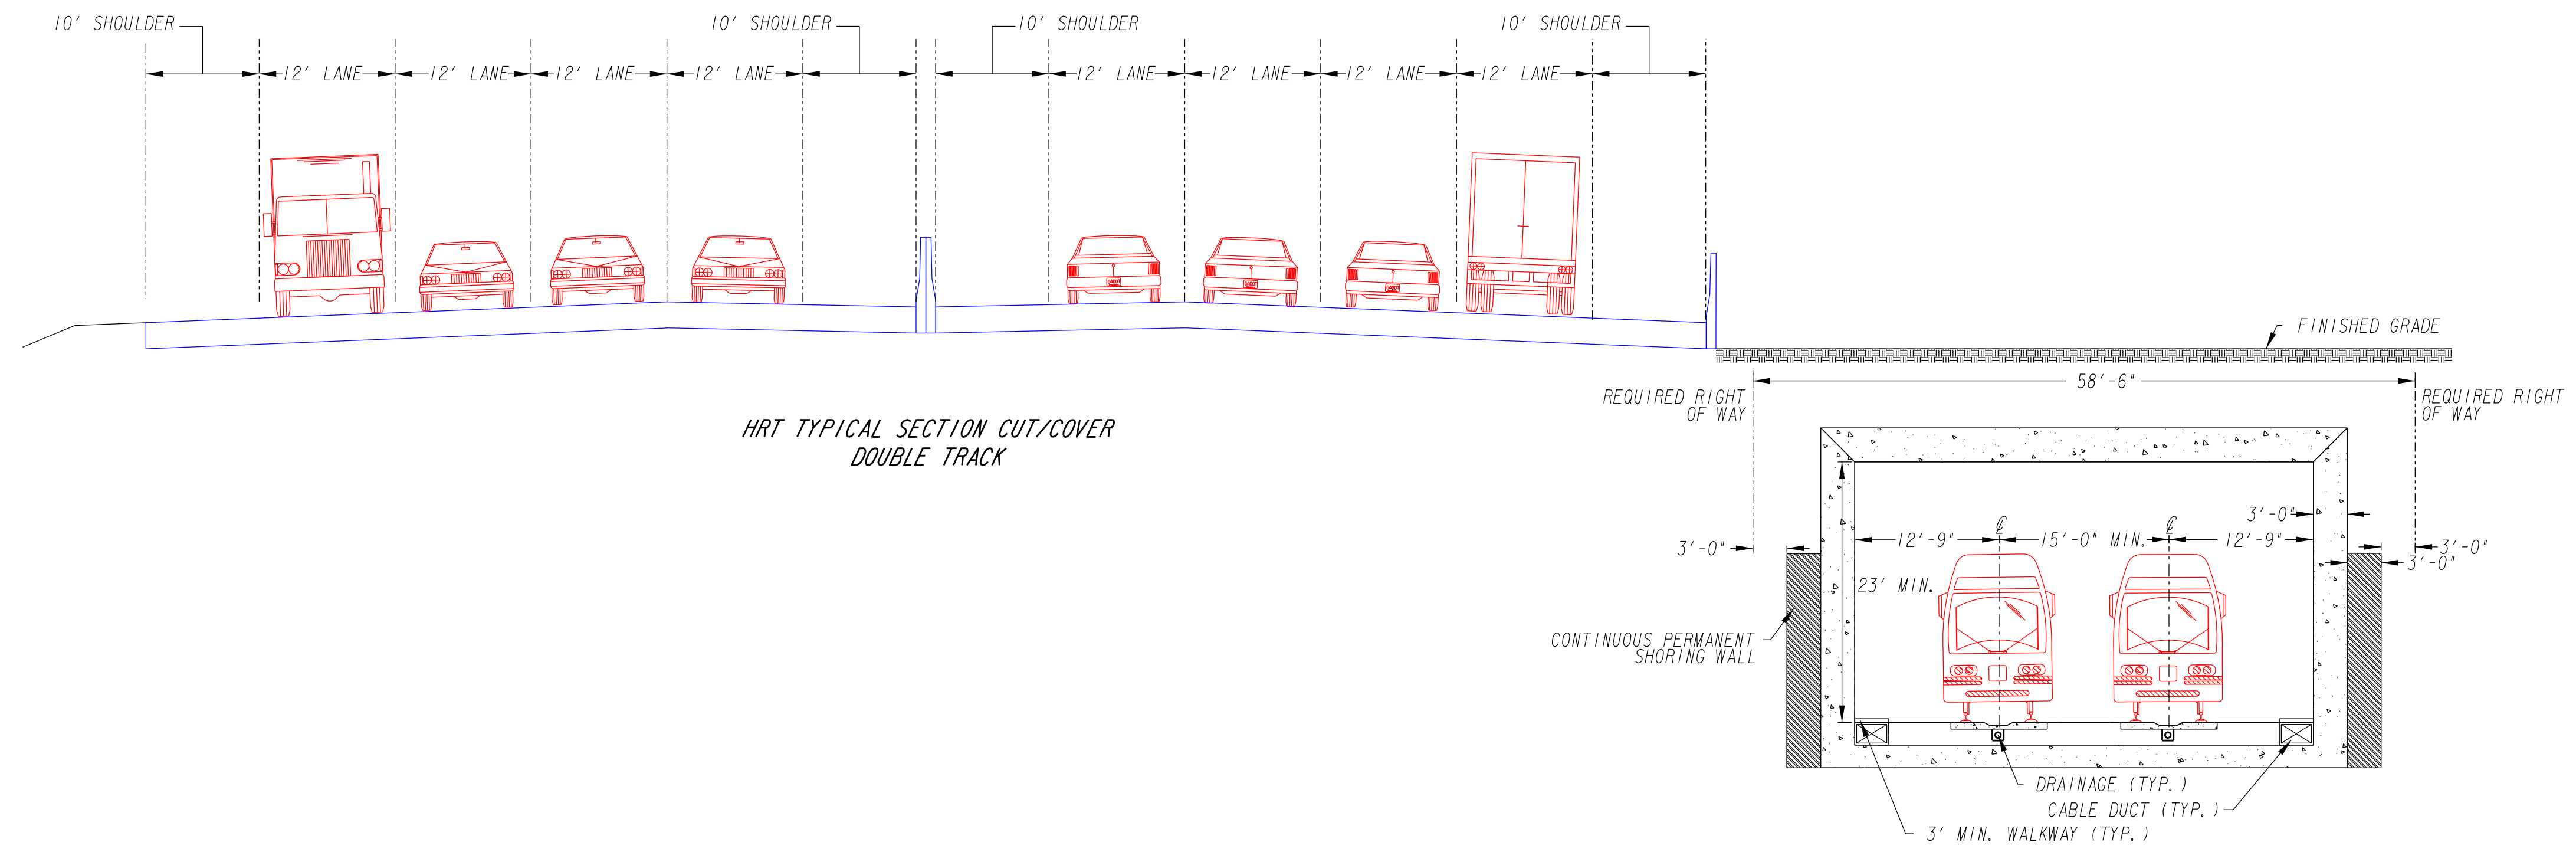 10' SHOULDER
10' SHOULDER
10' SHOULDER
10' SHOULDER
12' LANE
12' LANE
12' LANE
12' LANE
12' LANE
12' LANE
12' LANE
12' LANE
FINISHED GRADE
58'-6"
REQUIRED RIGHT
OF WAY
REQUIRED RIGHT
OF WAY
HRT TYPICAL SECTION CUT/COVER
DOUBLE TRACK
3'-0"
12'-9"
℄
15'-0" MIN.
℄
12'-9"
3'-0"
3'-0"
3'-0"
23' MIN.
CONTINUOUS PERMANENT
SHORING WALL
DRAINAGE (TYP.)
CABLE DUCT (TYP.)
3' MIN. WALKWAY (TYP.)